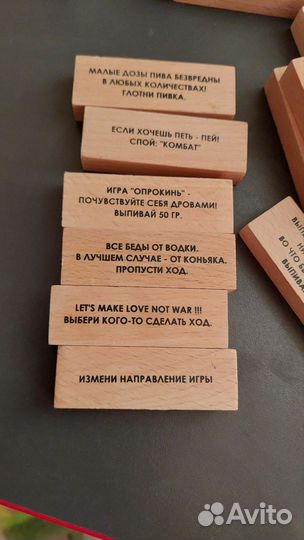 МАЛЫЕ ДОЗЫ ПИВА БЕЗВРЕДНЫ
В ЛЮБЫХ КОЛИЧЕСТВАХ!
ГЛОТНИ ПИВКА.
ЕСЛИ ХОЧЕШЬ ПЕТЬ - ПЕЙ!
СПОЙ: "КОМБАТ"
ИГРА "ОПРОКИНЬ" -
ПОЧУВСТВУЙТЕ СЕБЯ ДРОВАМИ!
ВЫПИВАЙ 50 ГР.
ВСЕ БЕДЫ ОТ ВОДКИ.
В ЛУЧШЕМ СЛУЧАЕ - ОТ КОНЬЯКА.
ПРОПУСТИ ХОД.
LET'S MAKE LOVE NOT WAR !!!
ВЫБЕРИ КОГО-ТО СДЕЛАТЬ ХОД.
ИЗМЕНИ НАПРАВЛЕНИЕ ИГРЫ
ВО ЧТО
Avito